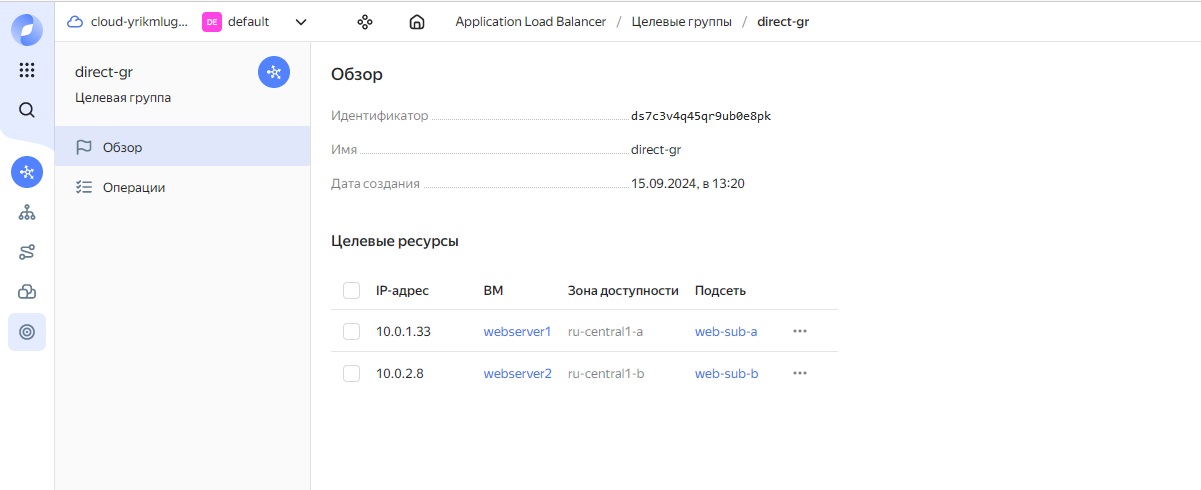 cloud-yrikmlug... DE default Application Load Balancer / Целевые группы / direct-gr
direct-gr
Целевая группа
Обзор
Операции
Обзор
Идентификатор ds7c3v4q45qr9ub0e8pk
Имя direct-gr
Дата создания 15.09.2024, в 13:20
Целевые ресурсы
IP-адрес ВМ Зона доступности Подсеть
10.0.1.33 webserver1 ru-central1-a web-sub-a
10.0.2.8 webserver2 ru-central1-b web-sub-b